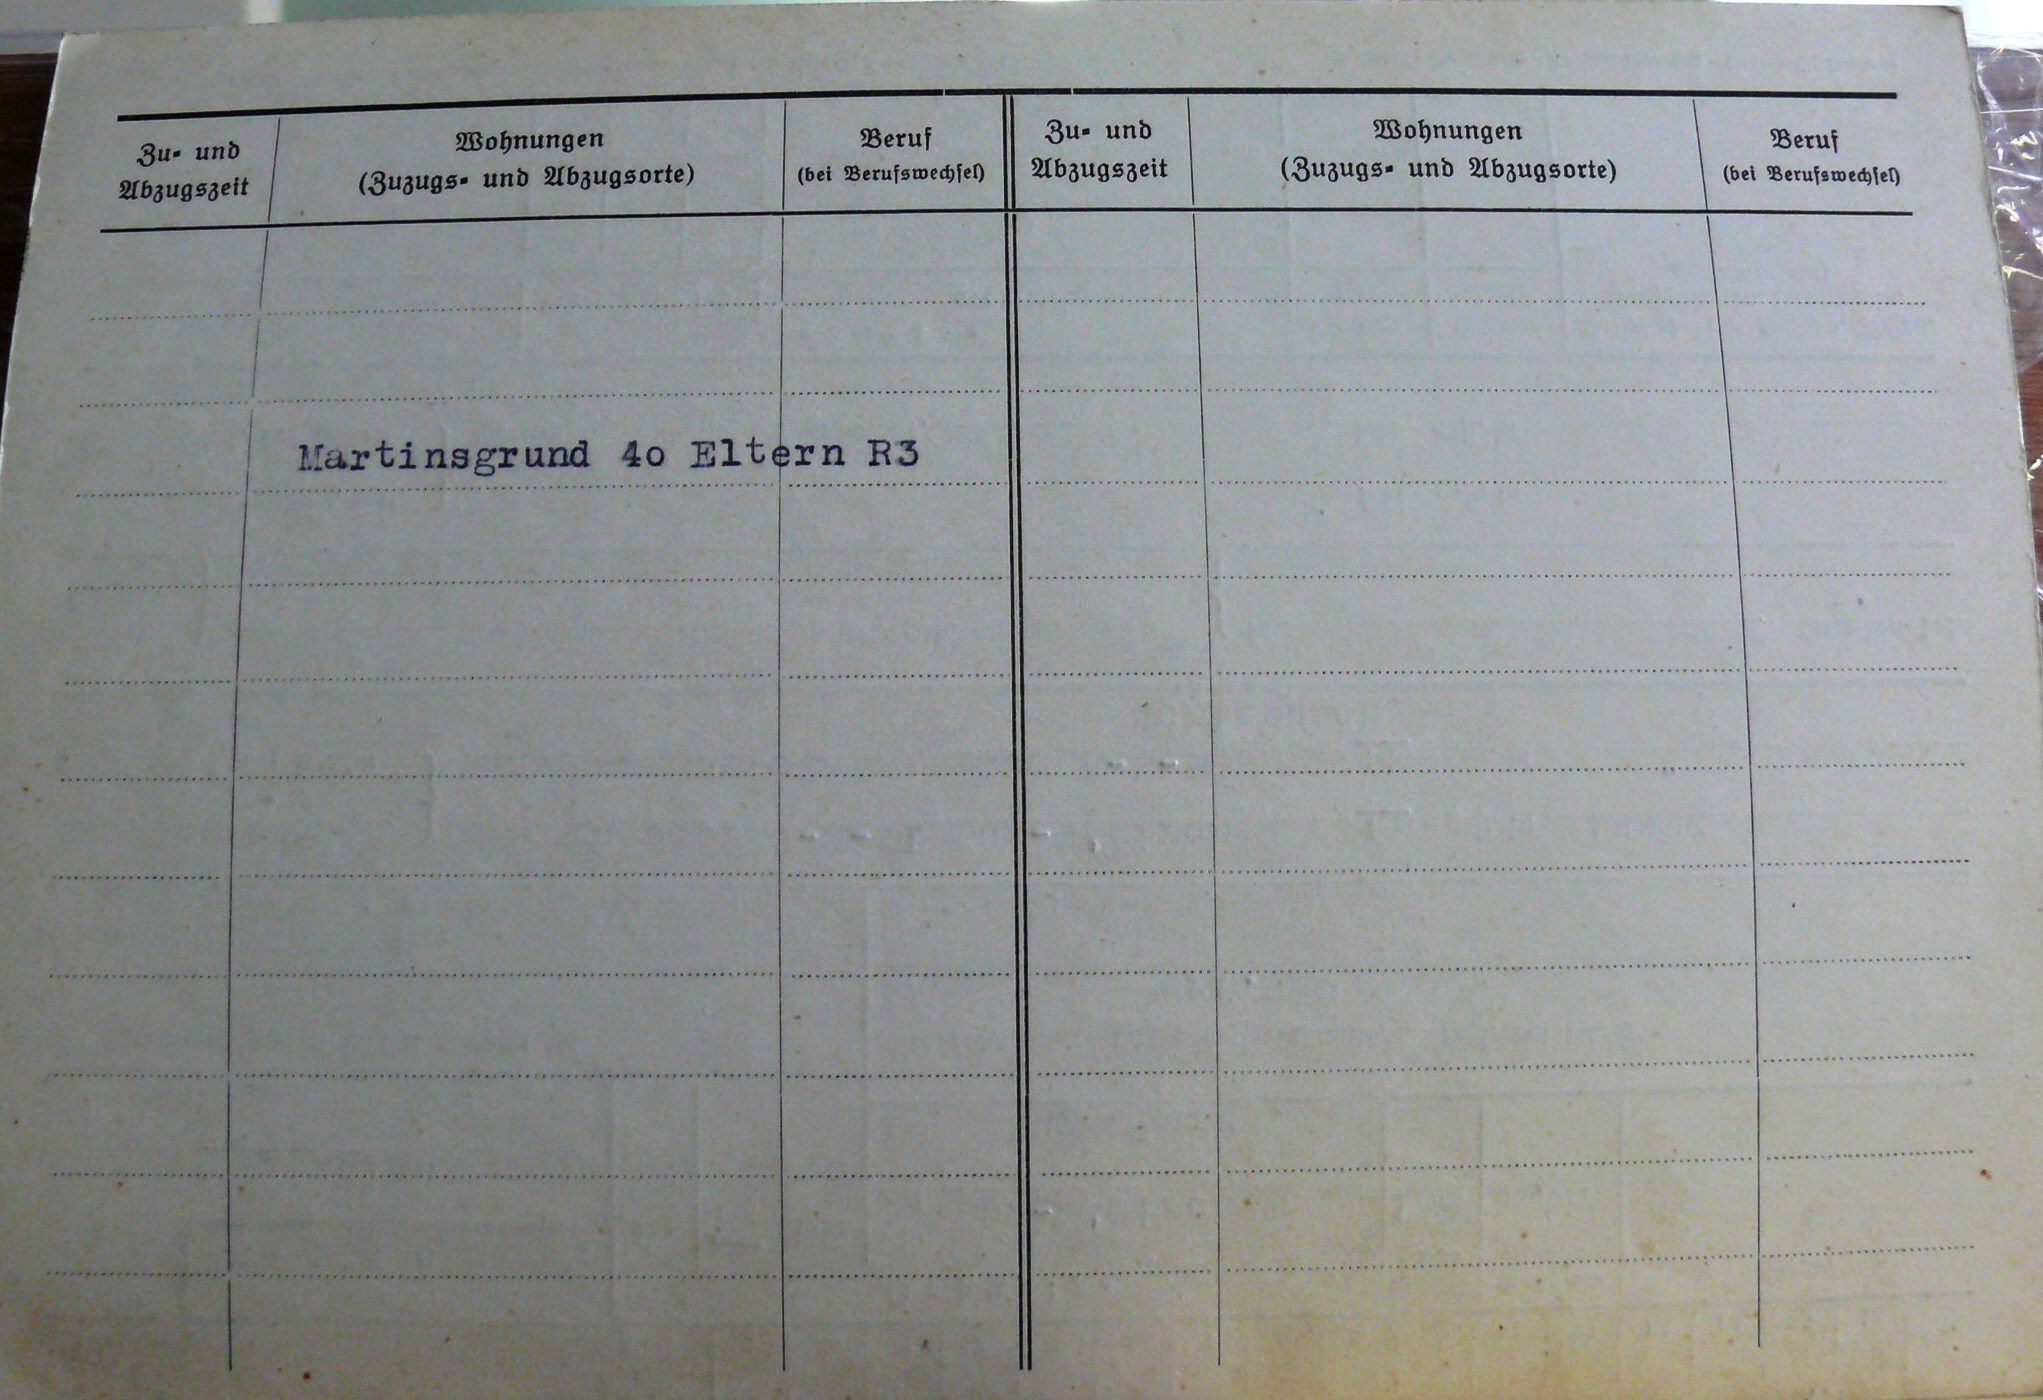 Zu- und
Abzugszeit
Wohnungen
(Zuzugs- und Abzugsorte)
Beruf
(bei Berufswechsel)
Zu- und
Abzugszeit
Wohnungen
(Zuzugs- und Abzugsorte)
Beruf
(bei Berufswechsel)
Martinsgrund 4o Eltern R3